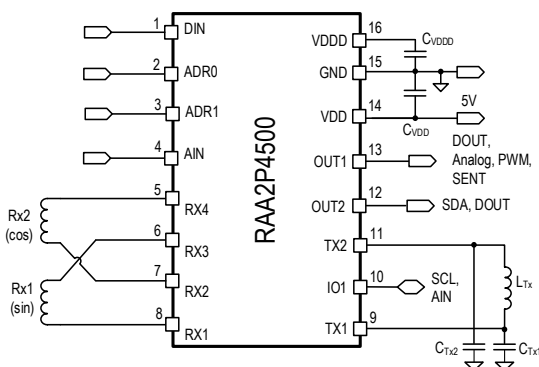 1 DIN
2 ADR0
3 ADR1
4 AIN
5 RX4
6 RX3
7 RX2
8 RX1
Rx2
(cos)
Rx1
(sin)
RAA2P4500
VDDD 16
CVDDD
GND 15
VDD 14
5V
CVDD
OUT1 13
DOUT,
Analog, PWM,
SENT
OUT2 12
SDA, DOUT
TX2 11
IO1 10
SCL,
AIN
LTx
TX1 9
CTx2
CTx1